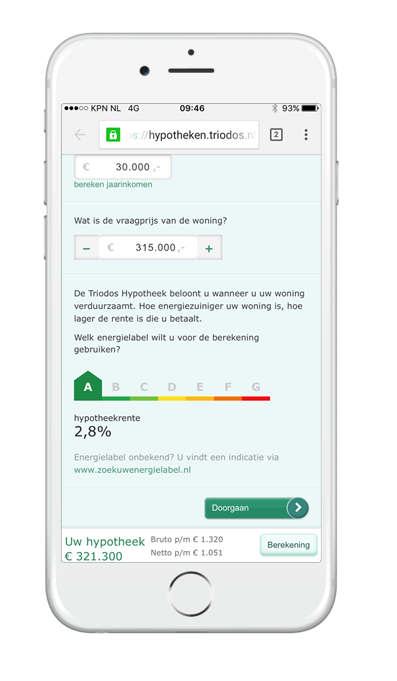 KPN NL 4G 09:46 93%
ps://hypotheken.triodos.nl 2
€ 30.000 ,-
bereken jaarinkomen
Wat is de vraagprijs van de woning?
− € 315.000 ,- +
De Triodos Hypotheek beloont u wanneer u uw woning
verduurzaamt. Hoe energiezuiniger uw woning is, hoe
lager de rente is die u betaalt.
Welk energielabel wilt u voor de berekening
gebruiken?
A B C D E F G
hypotheekrente
2,8%
Energielabel onbekend? U vindt een indicatie via
www.zoekuwenergielabel.nl
Doorgaan
Uw hypotheek
€ 321.300
Bruto p/m € 1.320
Netto p/m € 1.051
Berekening